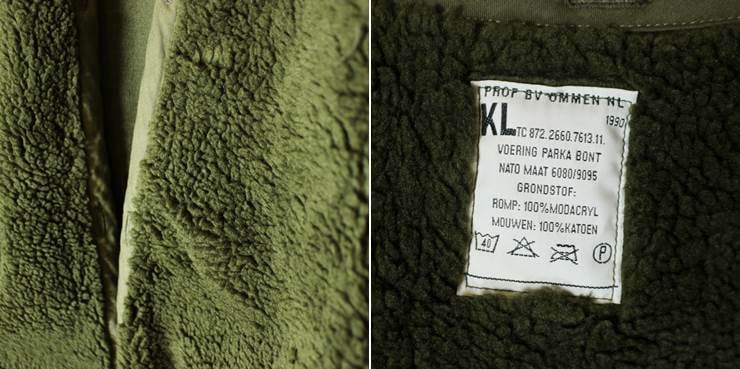 PROF BV OMMEN NL
1990
KL TC 872.2660.7613.11.
VOERING PARKA BONT
NATO MAAT 6080/9095
GRONDSTOF:
ROMP: 100%MODACRYL
MOUWEN: 100%KATOEN
40 P